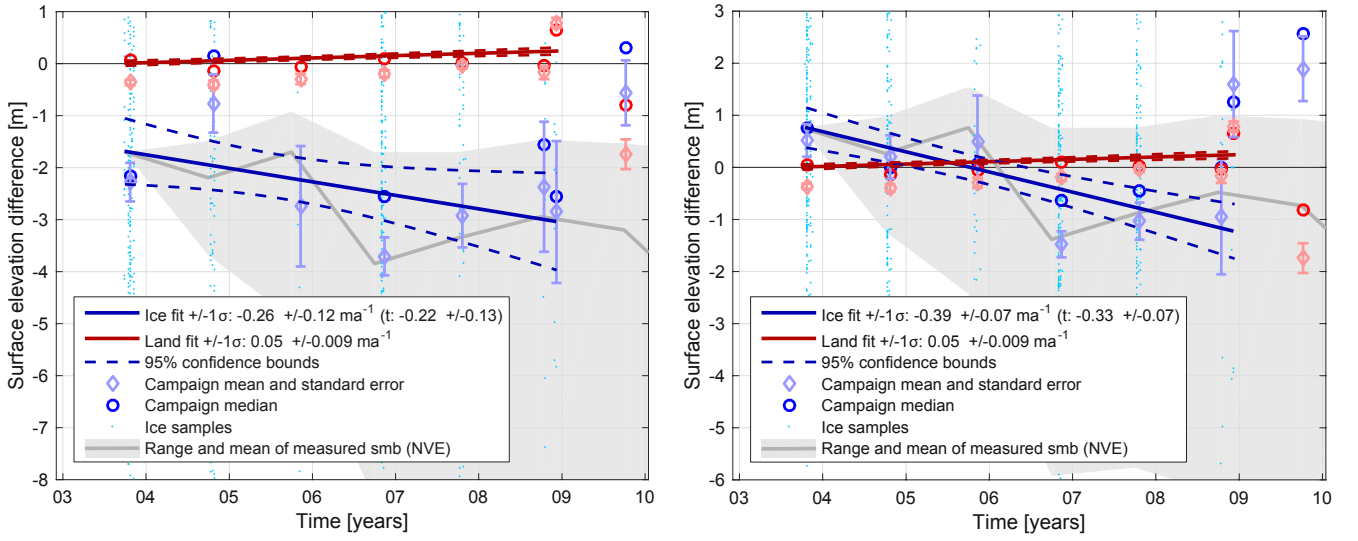 Surface elevation difference [m]
1
0
-1
-2
-3
-4
-5
-6
-7
-8
Ice fit +/-1σ: -0.26 +/-0.12 ma⁻¹ (t: -0.22 +/-0.13)
Land fit +/-1σ: 0.05 +/-0.009 ma⁻¹
95% confidence bounds
Campaign mean and standard error
Campaign median
Ice samples
Range and mean of measured smb (NVE)
03 04 05 06 07 08 09 10
Time [years]
Surface elevation difference [m]
3
2
1
0
-1
-2
-3
-4
-5
-6
Ice fit +/-1σ: -0.39 +/-0.07 ma⁻¹ (t: -0.33 +/-0.07)
Land fit +/-1σ: 0.05 +/-0.009 ma⁻¹
95% confidence bounds
Campaign mean and standard error
Campaign median
Ice samples
Range and mean of measured smb (NVE)
03 04 05 06 07 08 09 10
Time [years]